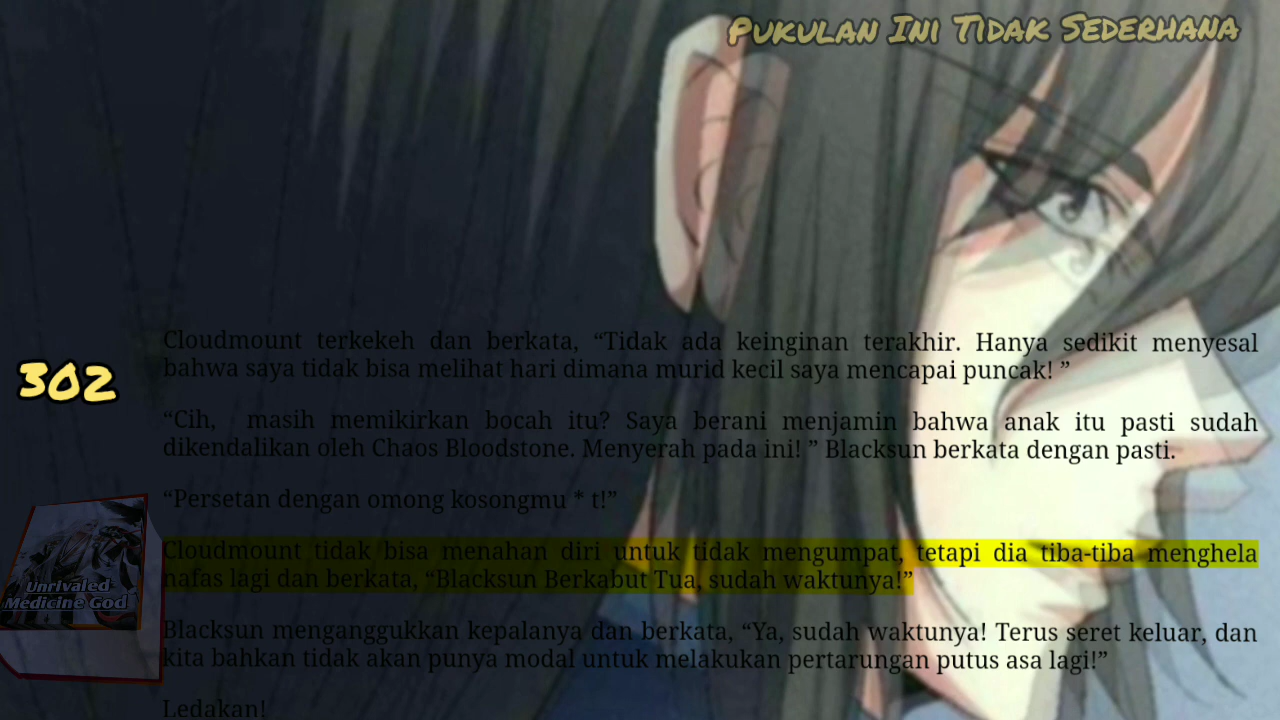 Pukulan Ini Tidak Sederhana
Cloudmount terkekeh dan berkata, “Tidak ada keinginan terakhir. Hanya sedikit menyesal
bahwa saya tidak bisa melihat hari dimana murid kecil saya mencapai puncak! ”
302
“Cih, masih memikirkan bocah itu? Saya berani menjamin bahwa anak itu pasti sudah
dikendalikan oleh Chaos Bloodstone. Menyerah pada ini! ” Blacksun berkata dengan pasti.
“Persetan dengan omong kosongmu * t!”
Cloudmount tidak bisa menahan diri untuk tidak mengumpat, tetapi dia tiba-tiba menghela
nafas lagi dan berkata, “Blacksun Berkabut Tua, sudah waktunya!”
Unrivaled
Medicine God
Blacksun menganggukkan kepalanya dan berkata, “Ya, sudah waktunya! Terus seret keluar, dan
kita bahkan tidak akan punya modal untuk melakukan pertarungan putus asa lagi!”
Ledakan!